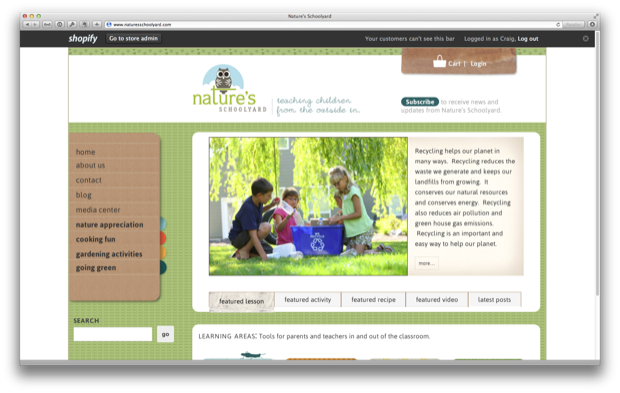 Nature's Schoolyard
www.naturesschoolyard.com
shopify
Go to store admin
Your customers can't see this bar
Logged in as Craig, Log out
Cart | Login
nature's
SCHOOLYARD
teaching children
from the outside in.
Subscribe to receive news and
updates from Nature's Schoolyard
home
about us
contact
blog
media center
nature appreciation
cooking fun
gardening activities
going green
SEARCH
go
Recycling helps our planet in
many ways. Recycling reduces the
waste we generate and keeps our
landfills from growing. It
conserves our natural resources
and conserves energy. Recycling
also reduces air pollution and
green house gas emissions.
Recycling is an important and
easy way to help our planet.
more...
featured lesson
featured activity
featured recipe
featured video
latest posts
LEARNING AREAS: Tools for parents and teachers in and out of the classroom.